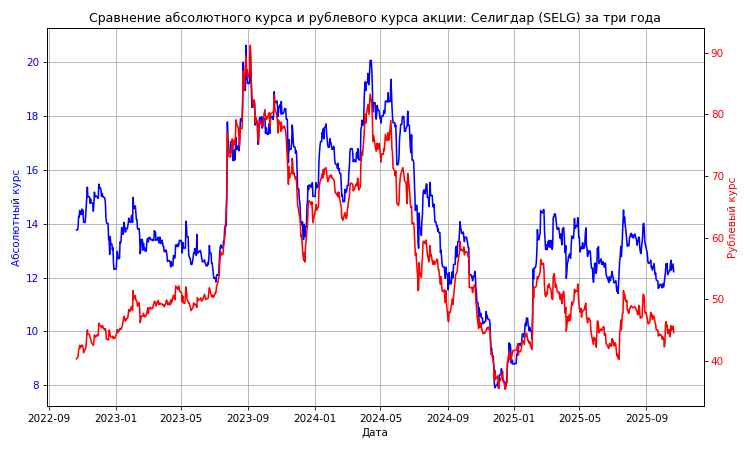 Сравнение абсолютного курса и рублевого курса акции: Селигдар (SELG) за три года
Абсолютный курс
20
18
16
14
12
10
8
90
80
70
60
50
40
Рублевый курс
2022-09 2023-01 2023-05 2023-09 2024-01 2024-05 2024-09 2025-01 2025-05 2025-09
Дата